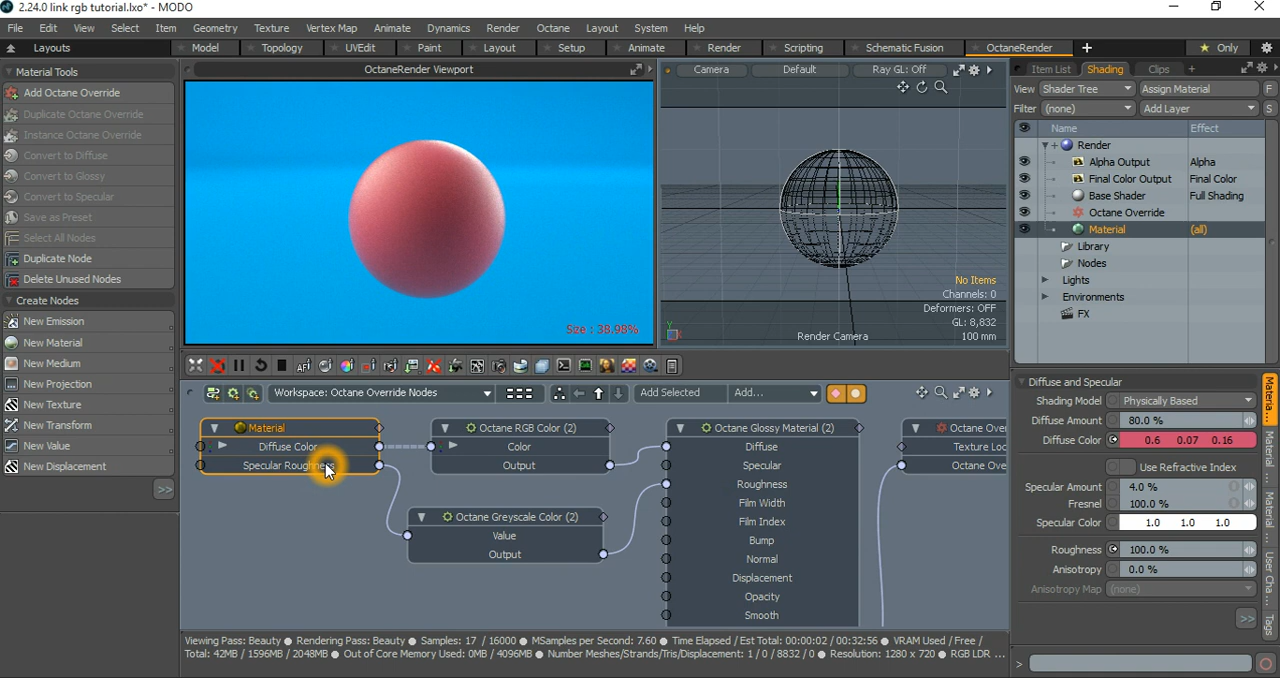 2.24.0 link rgb tutorial.lxo* - MODO
File Edit View Select Item Geometry Texture Vertex Map Animate Dynamics Render Octane Layout System Help
Layouts Model Topology UVEdit Paint Layout Setup Animate Render Scripting Schematic Fusion OctaneRender + Only
Material Tools
Add Octane Override
Duplicate Octane Override
Instance Octane Override
Convert to Diffuse
Convert to Glossy
Convert to Specular
Save as Preset
Select All Nodes
Duplicate Node
Delete Unused Nodes
Create Nodes
New Emission
New Material
New Medium
New Projection
New Texture
New Transform
New Value
New Displacement
>>
OctaneRender Viewport
Size : 38.98%
Camera Default Ray GL: Off
No Items
Channels: 0
Deformers: OFF
GL: 8,832
Render Camera 100 mm
Workspace: Octane Override Nodes Add Selected Add...
Material
Diffuse Color
Specular Roughness
Octane RGB Color (2)
Color
Output
Octane Greyscale Color (2)
Value
Output
Octane Glossy Material (2)
Diffuse
Specular
Roughness
Film Width
Film Index
Bump
Normal
Displacement
Opacity
Smooth
Octane Over
Texture Loc
Octane Ove
Viewing Pass: Beauty ● Rendering Pass: Beauty ● Samples: 17 / 16000 ● MSamples per Second: 7.60 ● Time Elapsed / Est Total: 00:00:02 / 00:32:56 ● VRAM Used / Free /
Total: 42MB / 1596MB / 2048MB ● Out of Core Memory Used: 0MB / 4096MB ● Number Meshes/Strands/Tris/Displacement: 1 / 0 / 8832 / 0 ● Resolution: 1280 x 720 ● RGB LDR ...
Item List Shading Clips +
View Shader Tree Assign Material F
Filter (none) Add Layer S
Name Effect
Render
Alpha Output Alpha
Final Color Output Final Color
Base Shader Full Shading
Octane Override
Material (all)
Library
Nodes
Lights
Environments
FX
Diffuse and Specular
Shading Model Physically Based
Diffuse Amount 80.0 %
Diffuse Color 0.6 0.07 0.16
Use Refractive Index
Specular Amount 4.0 %
Fresnel 100.0 %
Specular Color 1.0 1.0 1.0
Roughness 100.0 %
Anisotropy 0.0 %
Anisotropy Map (none)
>>
Materia...
Material ...
Material ...
User Cha...
Tags
>